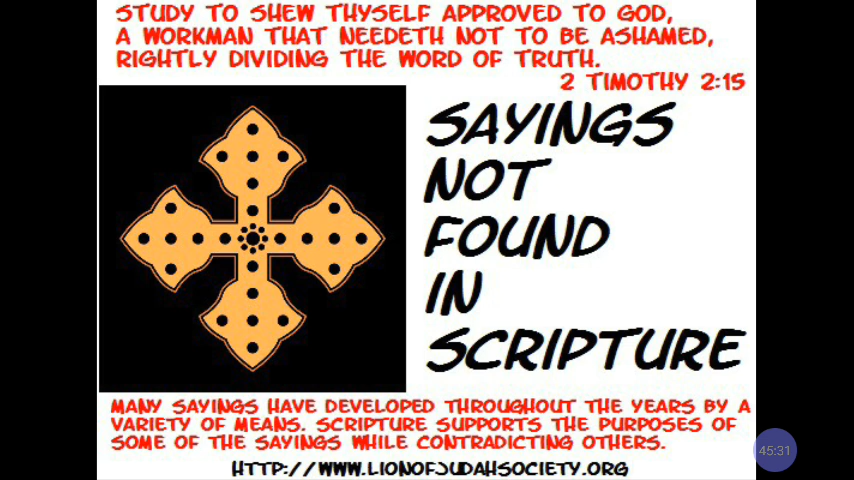 STUDY TO SHEW THYSELF APPROVED TO GOD,
A WORKMAN THAT NEEDETH NOT TO BE ASHAMED,
RIGHTLY DIVIDING THE WORD OF TRUTH.
2 TIMOTHY 2:15
SAYINGS
NOT
FOUND
IN
SCRIPTURE
MANY SAYINGS HAVE DEVELOPED THROUGHOUT THE YEARS BY A
VARIETY OF MEANS. SCRIPTURE SUPPORTS THE PURPOSES OF
SOME OF THE SAYINGS WHILE CONTRADICTING OTHERS.
HTTP://WWW.LIONOFJUDAHSOCIETY.ORG
45:31